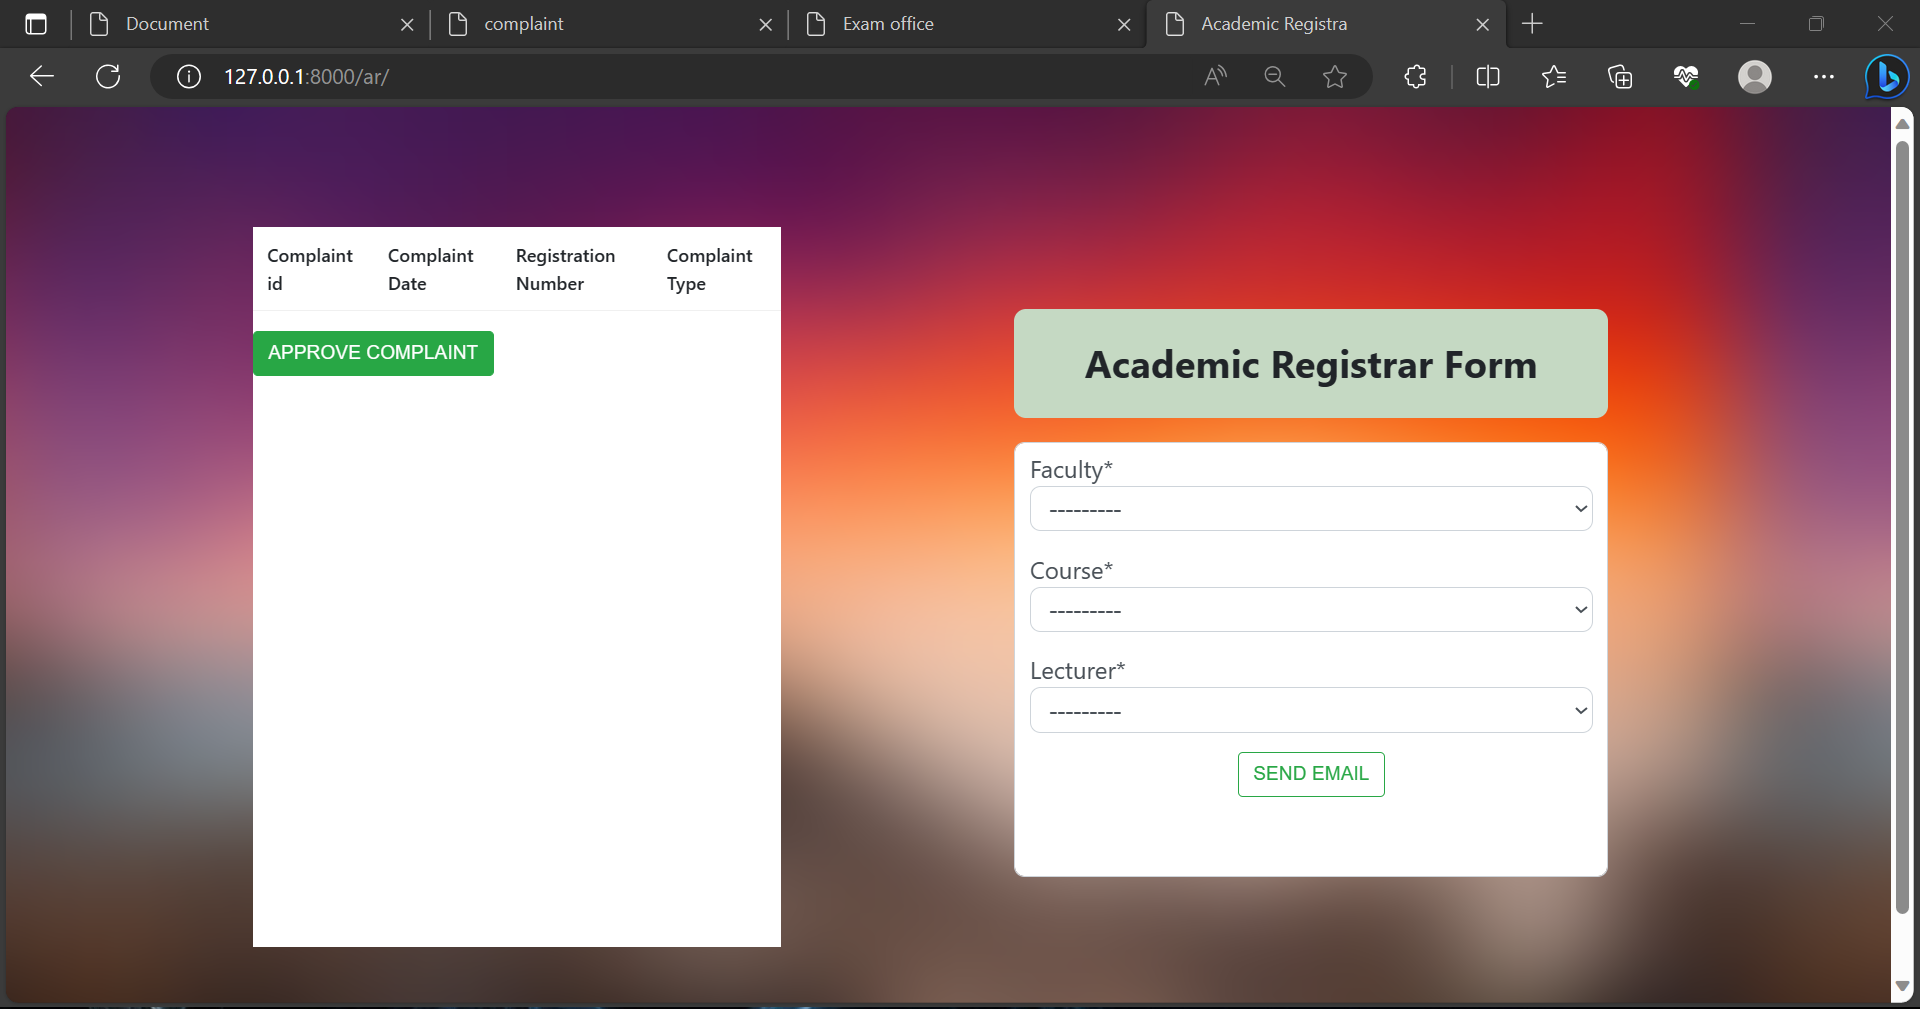 Document
complaint
Exam office
Academic Registra
127.0.0.1:8000/ar/
Complaint id
Complaint Date
Registration Number
Complaint Type
APPROVE COMPLAINT
Academic Registrar Form
Faculty*
---------
Course*
---------
Lecturer*
---------
SEND EMAIL